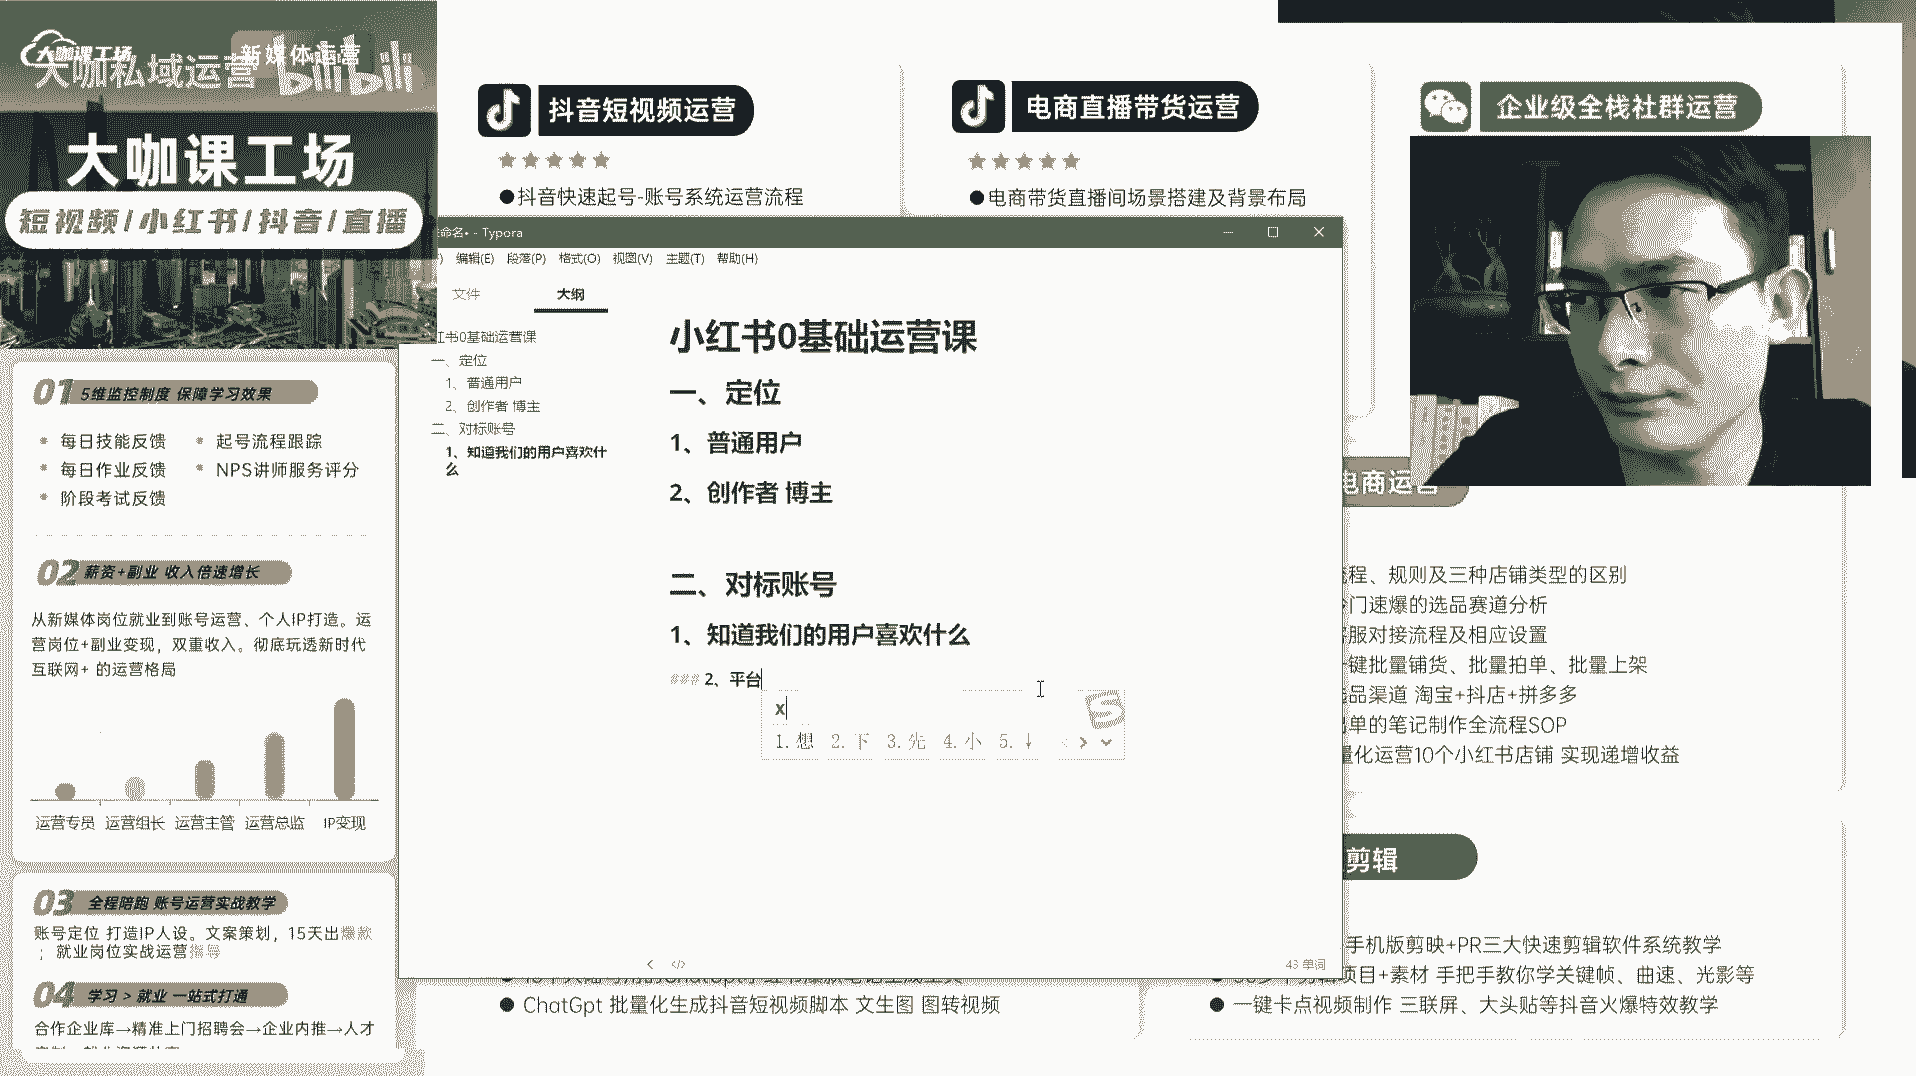 大咖课工场
新媒体运营
大咖私域运营 bilibili
大咖课工场
短视频/小红书/抖音/直播
01 5维监控制度 保障学习效果
每日技能反馈
起号流程跟踪
每日作业反馈
NPS讲师服务评分
阶段考试反馈
02 薪资+副业 收入倍速增长
从新媒体岗位就业到账号运营、个人IP打造。运
营岗位+副业变现，双重收入。彻底玩透新时代
互联网+ 的运营格局
运营专员 运营组长 运营主管 运营总监 IP变现
03 全程陪跑 账号运营实战教学
账号定位 打造IP人设。文案策划，15天出爆款
；就业岗位实战运营指导
04 学习 > 就业 一站式打通
合作企业库→精准上门招聘会→企业内推→人才
抖音短视频运营
★★★★★
●抖音快速起号-账号系统运营流程
电商直播带货运营
★★★★★
●电商带货直播间场景搭建及背景布局
企业级全栈社群运营
命名• - Typora
编辑(E) 段落(P) 格式(O) 视图(V) 主题(T) 帮助(H)
文件 大纲
红书0基础运营课
一、定位
1、普通用户
2、创作者 博主
二、对标账号
1、知道我们的用户喜欢什
么
小红书0基础运营课
一、定位
1、普通用户
2、创作者 博主
二、对标账号
1、知道我们的用户喜欢什么
### 2、平台
x
1.想 2.下 3.先 4.小 5.↓
43 单词
电商运营
程、规则及三种店铺类型的区别
门速爆的选品赛道分析
客服对接流程及相应设置
键批量铺货、批量拍单、批量上架
品渠道 淘宝+抖店+拼多多
单的笔记制作全流程SOP
量化运营10个小红书店铺 实现递增收益
剪辑
手机版剪映+PR三大快速剪辑软件系统教学
项目+素材 手把手教你学关键帧、曲速、光影等
● 一键卡点视频制作 三联屏、大头贴等抖音火爆特效教学
● ChatGpt 批量化生成抖音短视频脚本 文生图 图转视频